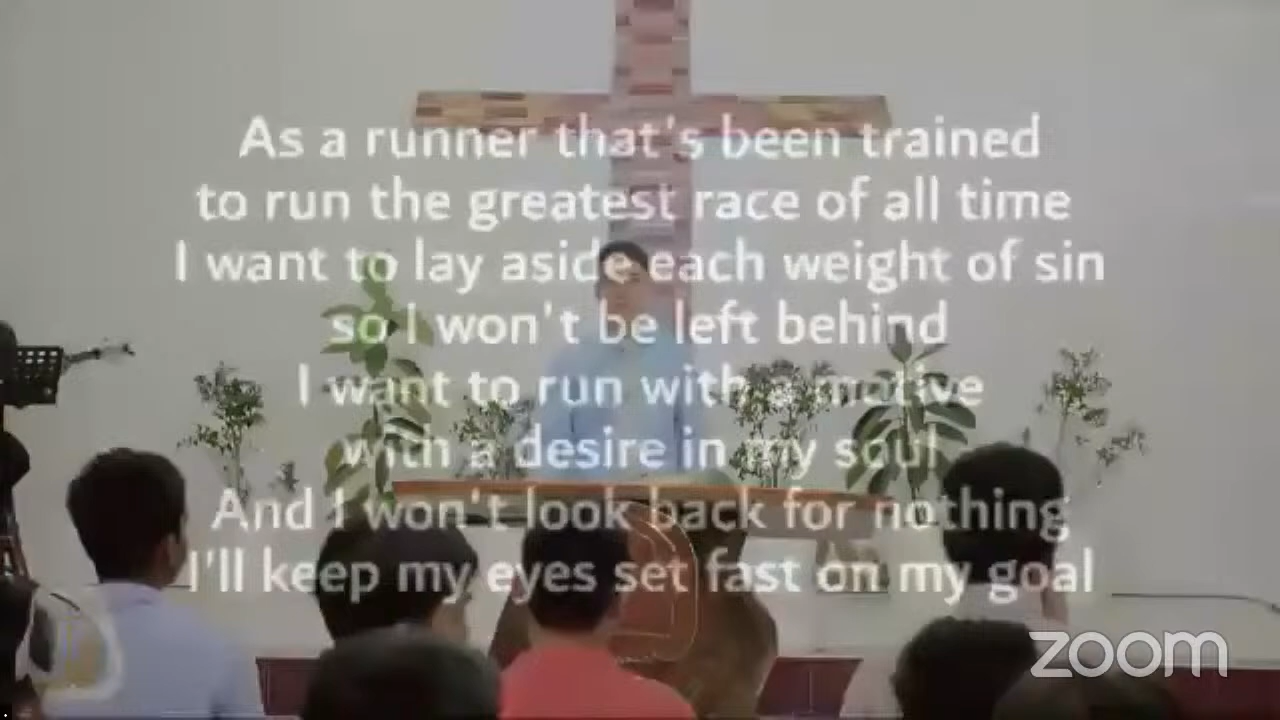 As a runner that's been trained
to run the greatest race of all time
I want to lay aside each weight of sin
so I won't be left behind
I want to run with a motive
with a desire in my soul
And I won't look back for nothing
I'll keep my eyes set fast on my goal
zoom